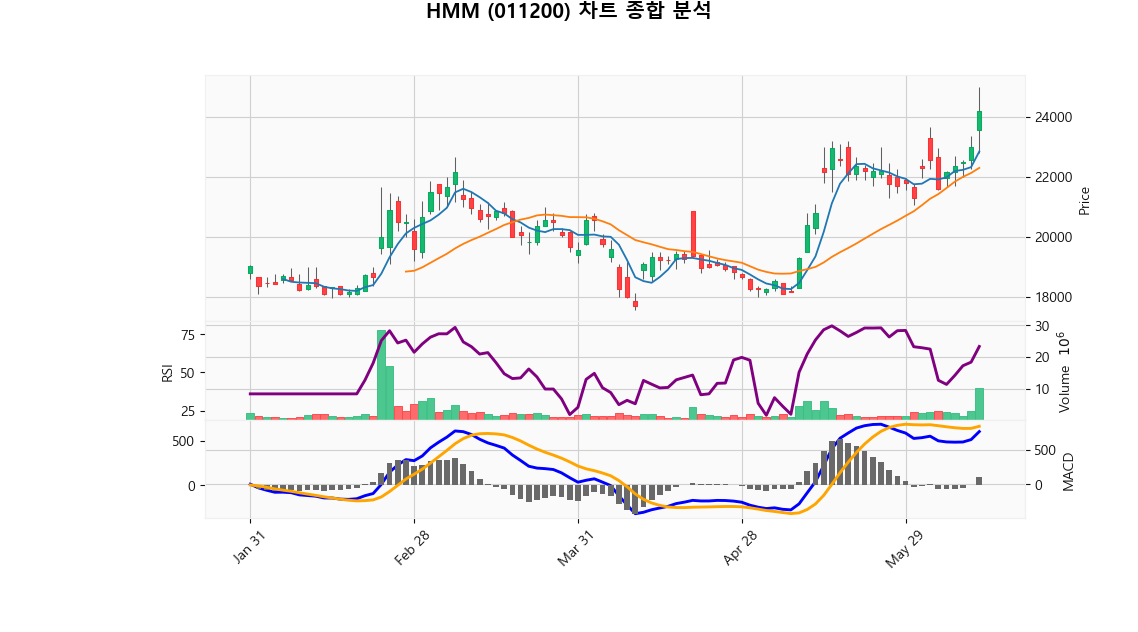 HMM (011200) 차트 종합 분석
24000
22000
20000
18000
Price
75
50
25
RSI
30
20
10
Volume 10^6
500
0
500
0
MACD
Jan 31
Feb 28
Mar 31
Apr 28
May 29